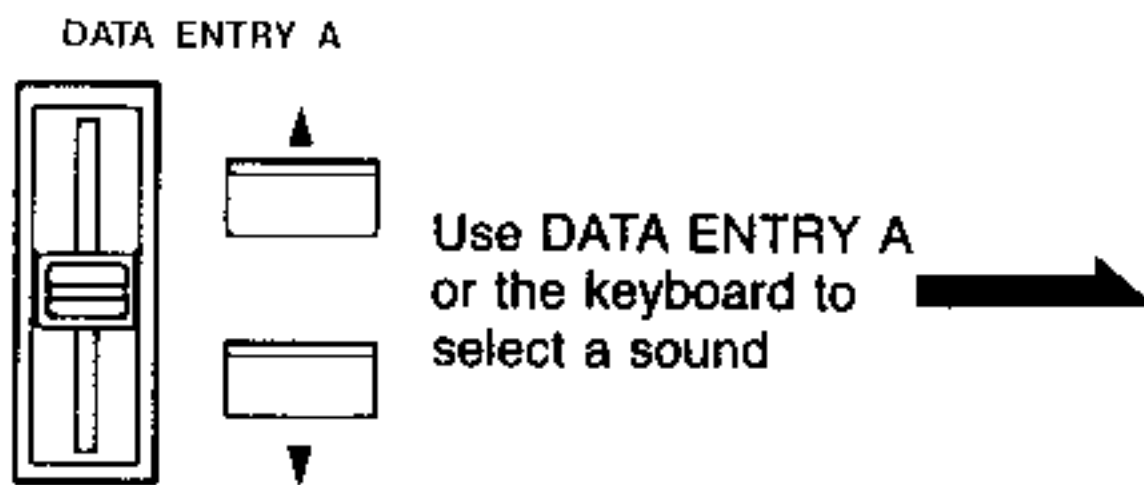 DATA ENTRY A
Use DATA ENTRY A
or the keyboard to
select a sound